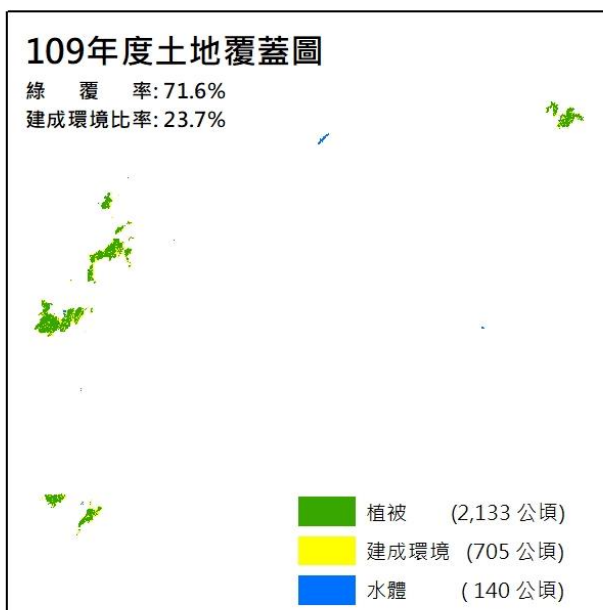 109年度土地覆蓋圖
綠 覆 率: 71.6%
建成環境比率: 23.7%
植被 (2,133 公頃)
建成環境 (705 公頃)
水體 ( 140 公頃)